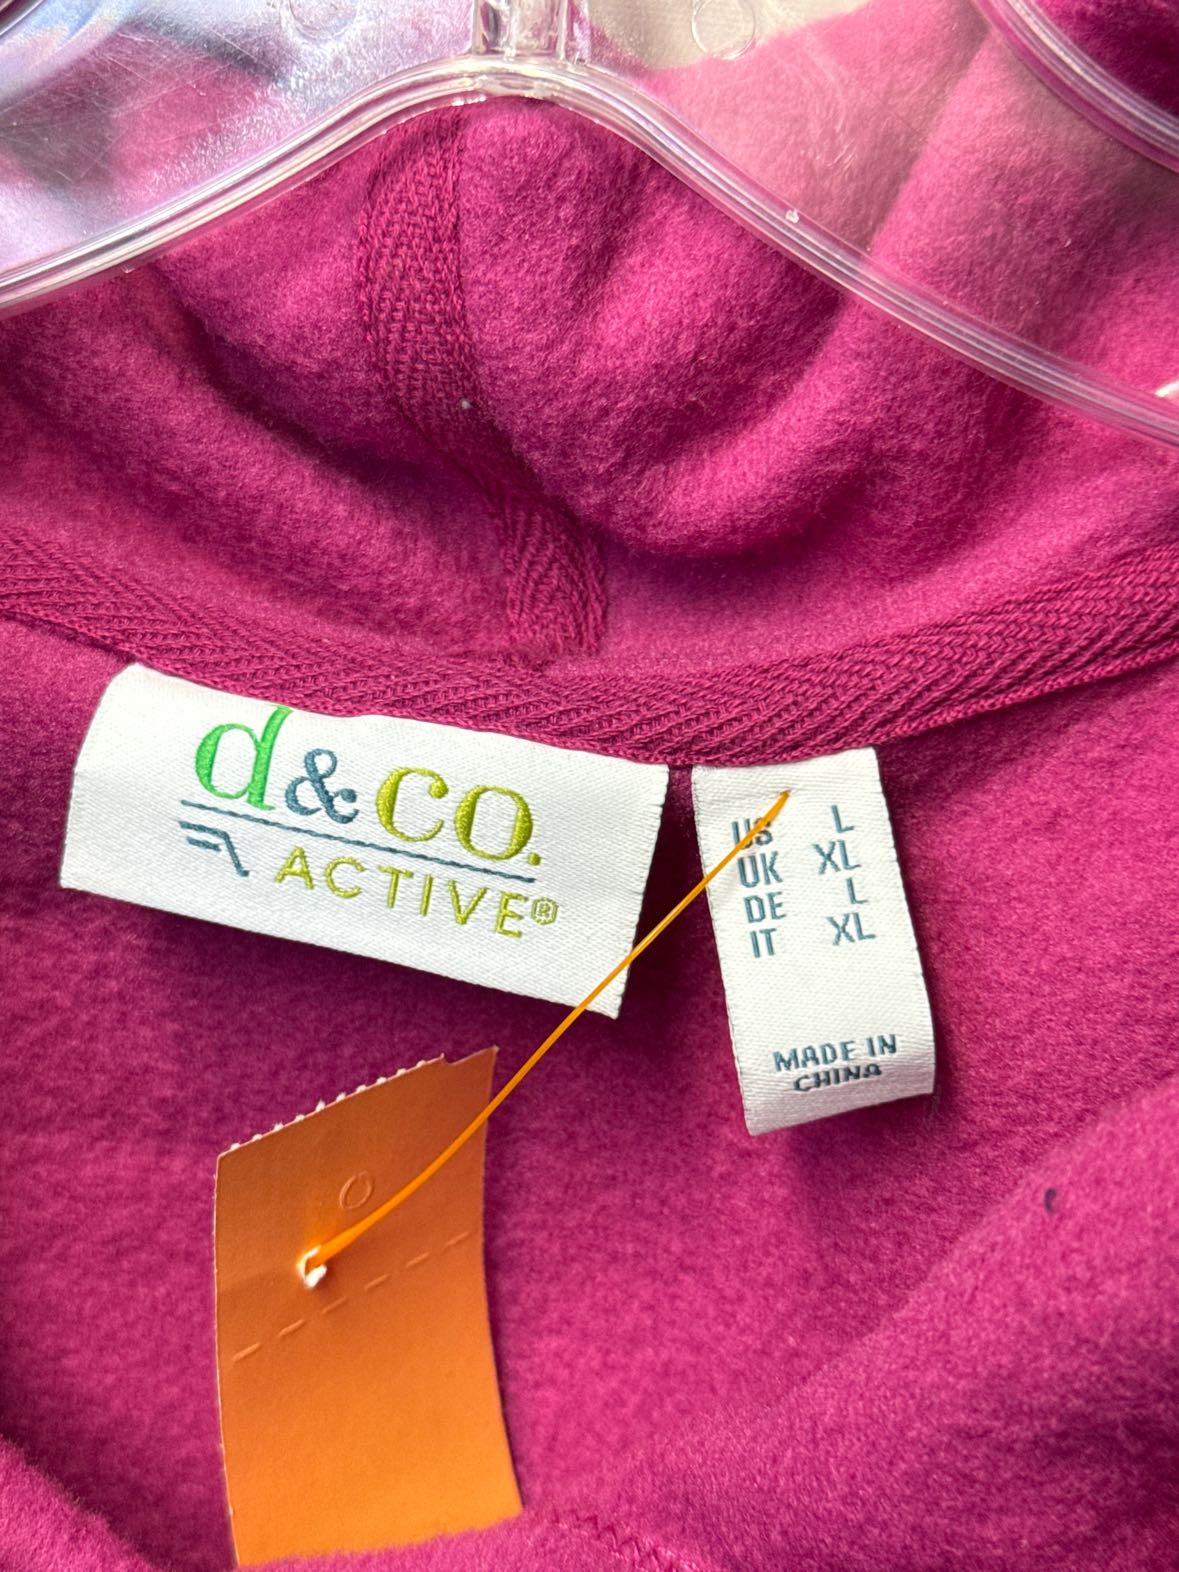 d&co.
ACTIVE®
US L
UK XL
DE L
IT XL
MADE IN
CHINA